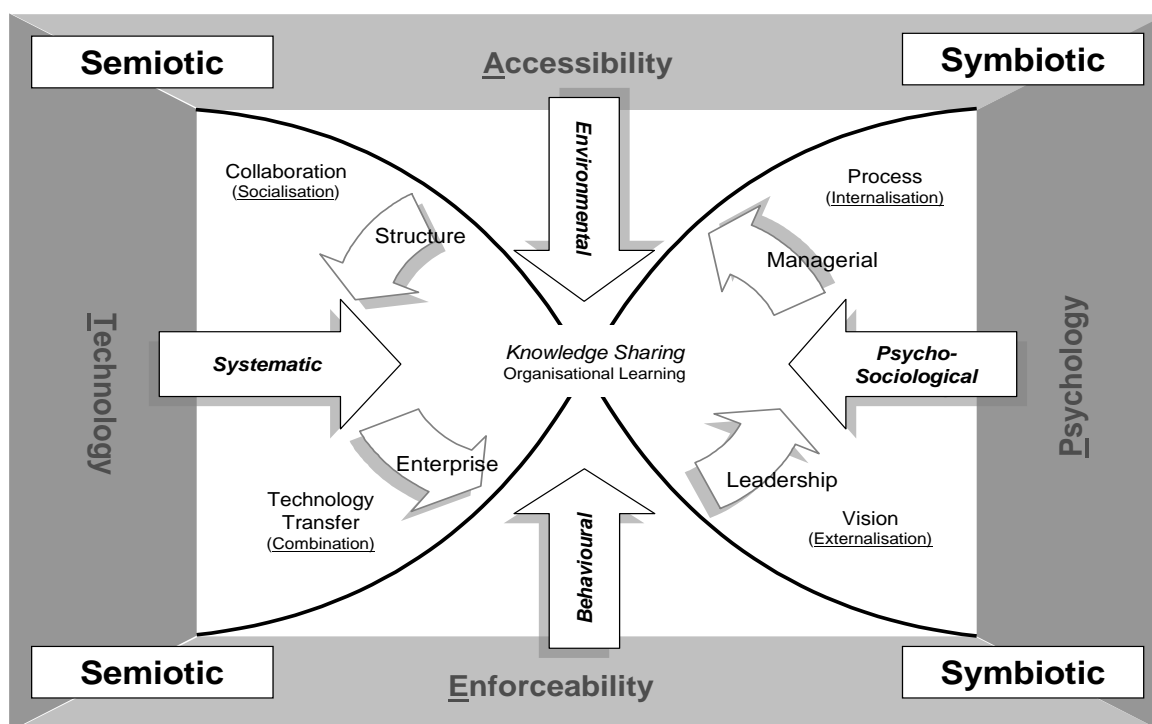 Semiotic
Accessibility
Symbiotic
Environmental
Collaboration
(Socialisation)
Process
(Internalisation)
Structure
Managerial
Technology
Systematic
Knowledge Sharing
Organisational Learning
Psycho-
Sociological
Psychology
Enterprise
Leadership
Technology
Transfer
(Combination)
Vision
(Externalisation)
Behavioural
Semiotic
Enforceability
Symbiotic